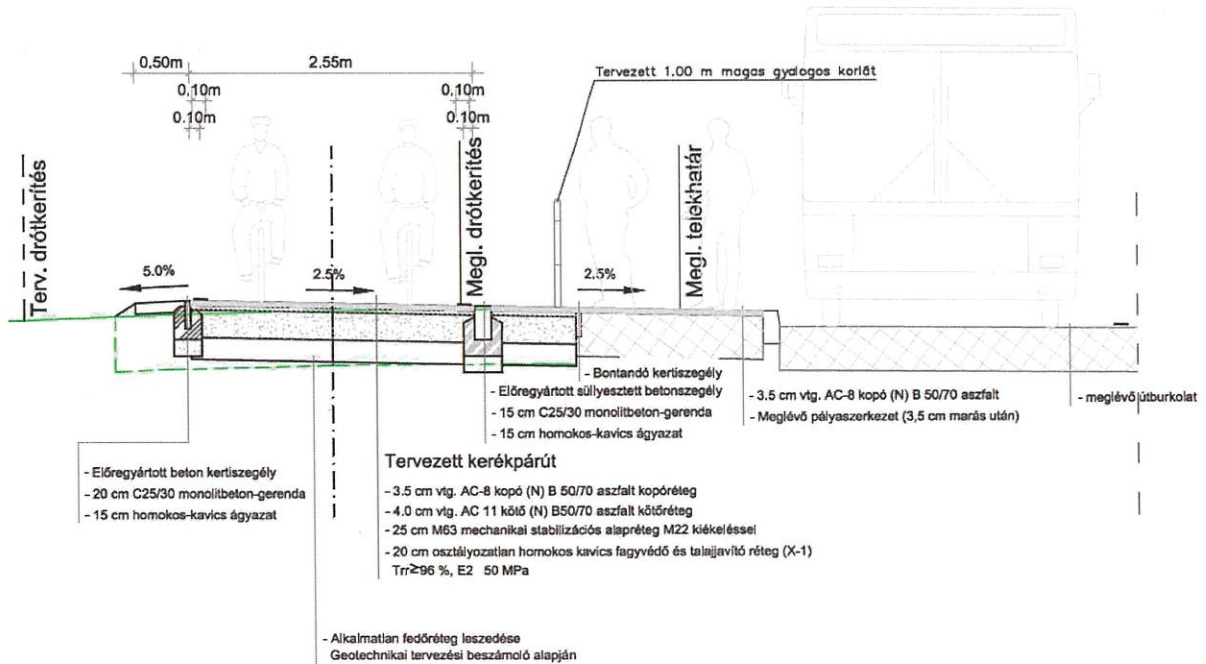 0.50m
2.55m
0,10m
0.10m
0,10m
0.10m
Tervezett 1.00 m magas gyalogos korlát
Terv. drótkerítés
Megl. drótkerítés
Megl. telekhatár
5.0%
2.5%
2.5%
- Bontandó kertiszegély
- Előregyártott süllyesztett betonszegély
- 15 cm C25/30 monolitbeton-gerenda
- 15 cm homokos-kavics ágyazat
- 3.5 cm vtg. AC-8 kopó (N) B 50/70 aszfalt
- Meglévő pályaszerkezet (3,5 cm marás után)
- meglévő útburkolat
- Előregyártott beton kertiszegély
- 20 cm C25/30 monolitbeton-gerenda
- 15 cm homokos-kavics ágyazat
Tervezett kerékpárút
- 3.5 cm vtg. AC-8 kopó (N) B 50/70 aszfalt kopóréteg
- 4.0 cm vtg. AC 11 kötő (N) B50/70 aszfalt kötőréteg
- 25 cm M63 mechanikai stabilizációs alapréteg M22 kiékeléssel
- 20 cm osztályozatlan homokos kavics fagyvédő és talajjavító réteg (X-1)
Trr≥96 %, E2 50 MPa
- Alkalmatlan fedőréteg leszedése
Geotechnikai tervezési beszámoló alapján